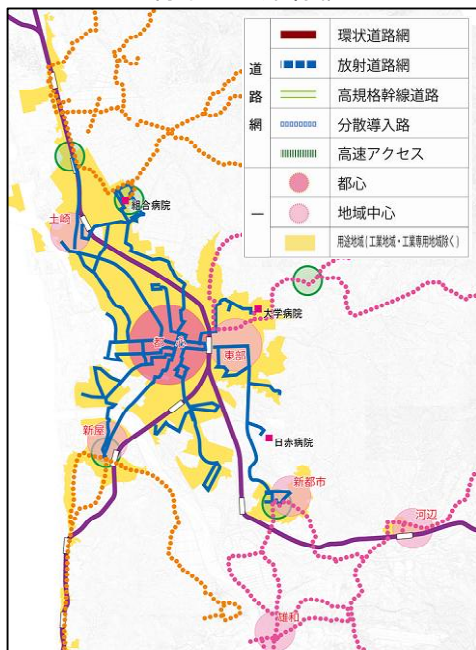 道路網
環状道路網
放射道路網
高規格幹線道路
分散導入路
高速アクセス
都心
地域中心
用途地域(工業地域・工業専用地域除く)
組合病院
土崎
大学病院
都心
東部
新屋
日赤病院
新都市
河辺
雄和